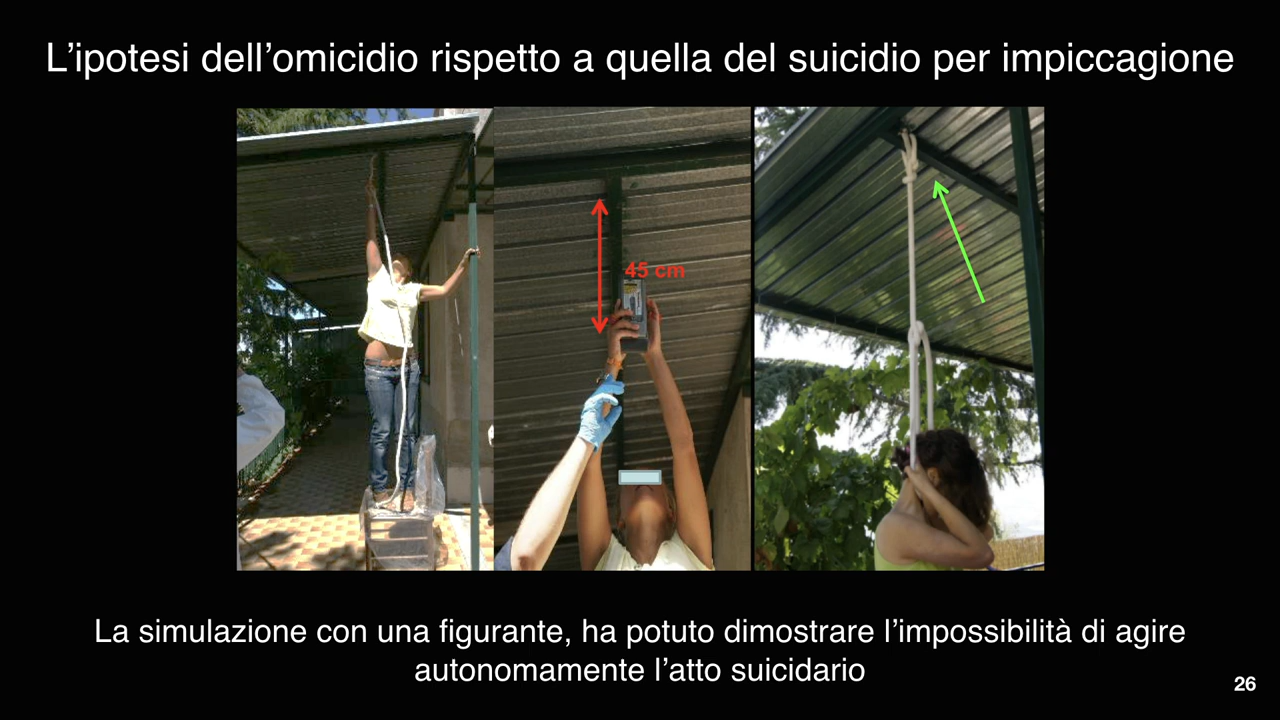 L'ipotesi dell'omicidio rispetto a quella del suicidio per impiccagione
45 cm
La simulazione con una figurante, ha potuto dimostrare l'impossibilità di agire
autonomamente l'atto suicidario
26